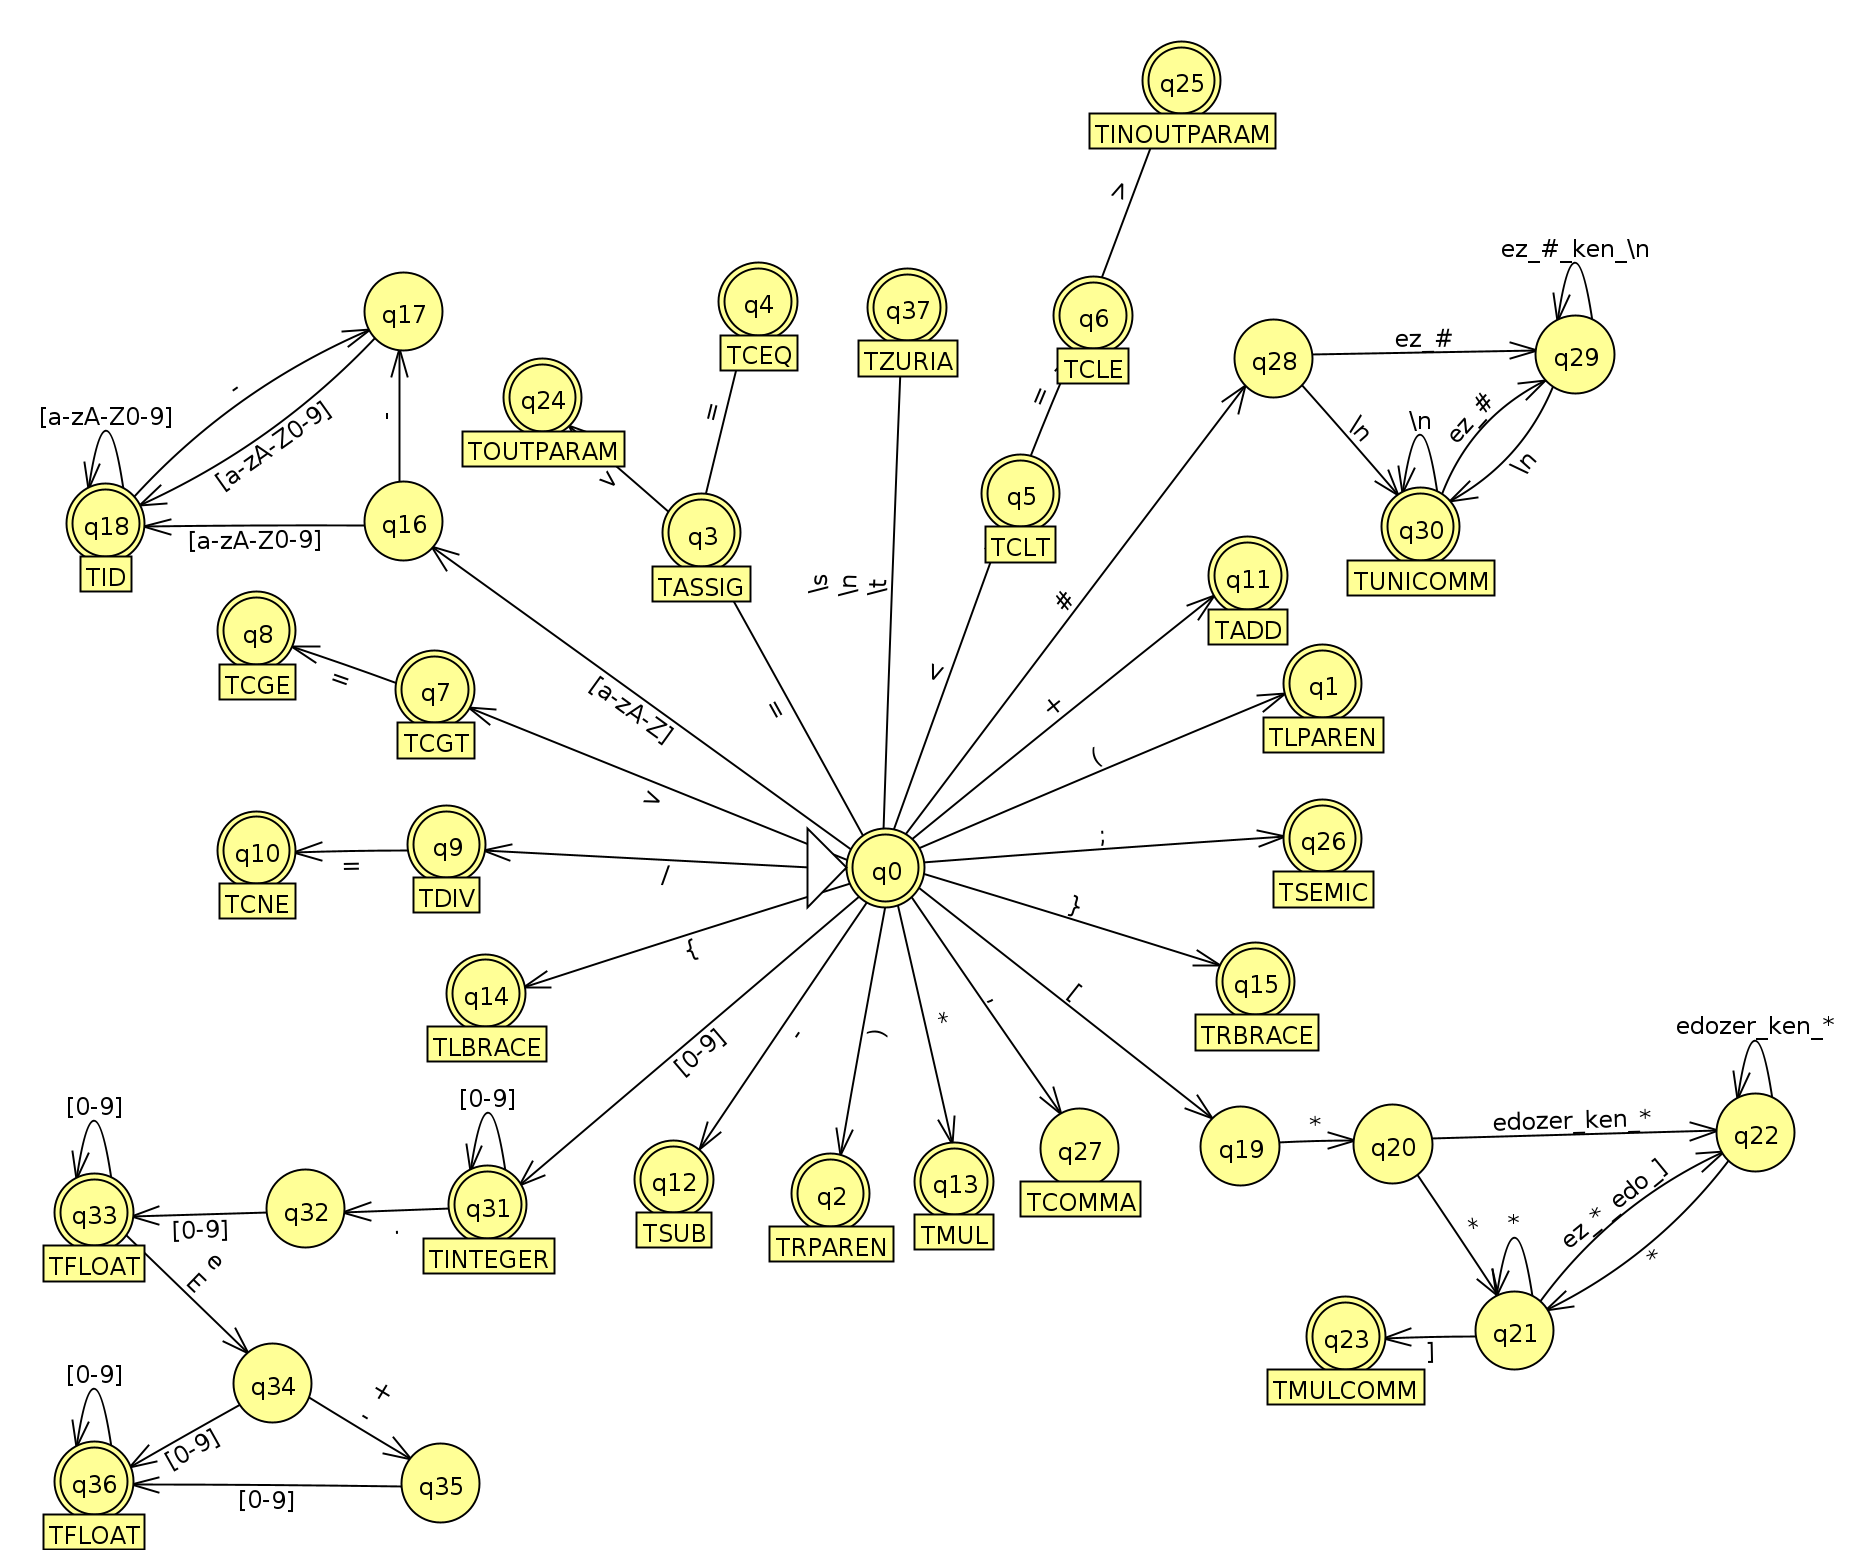 q25
TINOUTPARAM
<
ez_#_ken_\n
q17
q4
TCEQ
q37
TZURIA
q6
TCLE
q28
ez_#
q29
-
[a-zA-Z0-9]
[a-zA-Z0-9]
-
q24
TOUTPARAM
=
=
\n
\n
ez_#
\n
>
q18
TID
[a-zA-Z0-9]
q16
q3
TASSIG
q5
TCLT
q30
TUNICOMM
\s
\n
\t
#
q11
TADD
q8
TCGE
=
q7
TCGT
[a-zA-Z]
=
<
+
q1
TLPAREN
>
(
q10
TCNE
=
q9
TDIV
/
q0
;
q26
TSEMIC
{
}
q14
TLBRACE
q15
TRBRACE
[0-9]
-
)
*
,
[
edozer_ken_*
[0-9]
[0-9]
q33
TFLOAT
[0-9]
q32
.
q31
TINTEGER
q12
TSUB
q2
TRPAREN
q13
TMUL
q27
TCOMMA
q19
*
q20
edozer_ken_*
q22
e
E
*
*
ez_*_edo_]
*
q23
TMULCOMM
]
q21
[0-9]
q34
+
-
[0-9]
q36
TFLOAT
[0-9]
q35